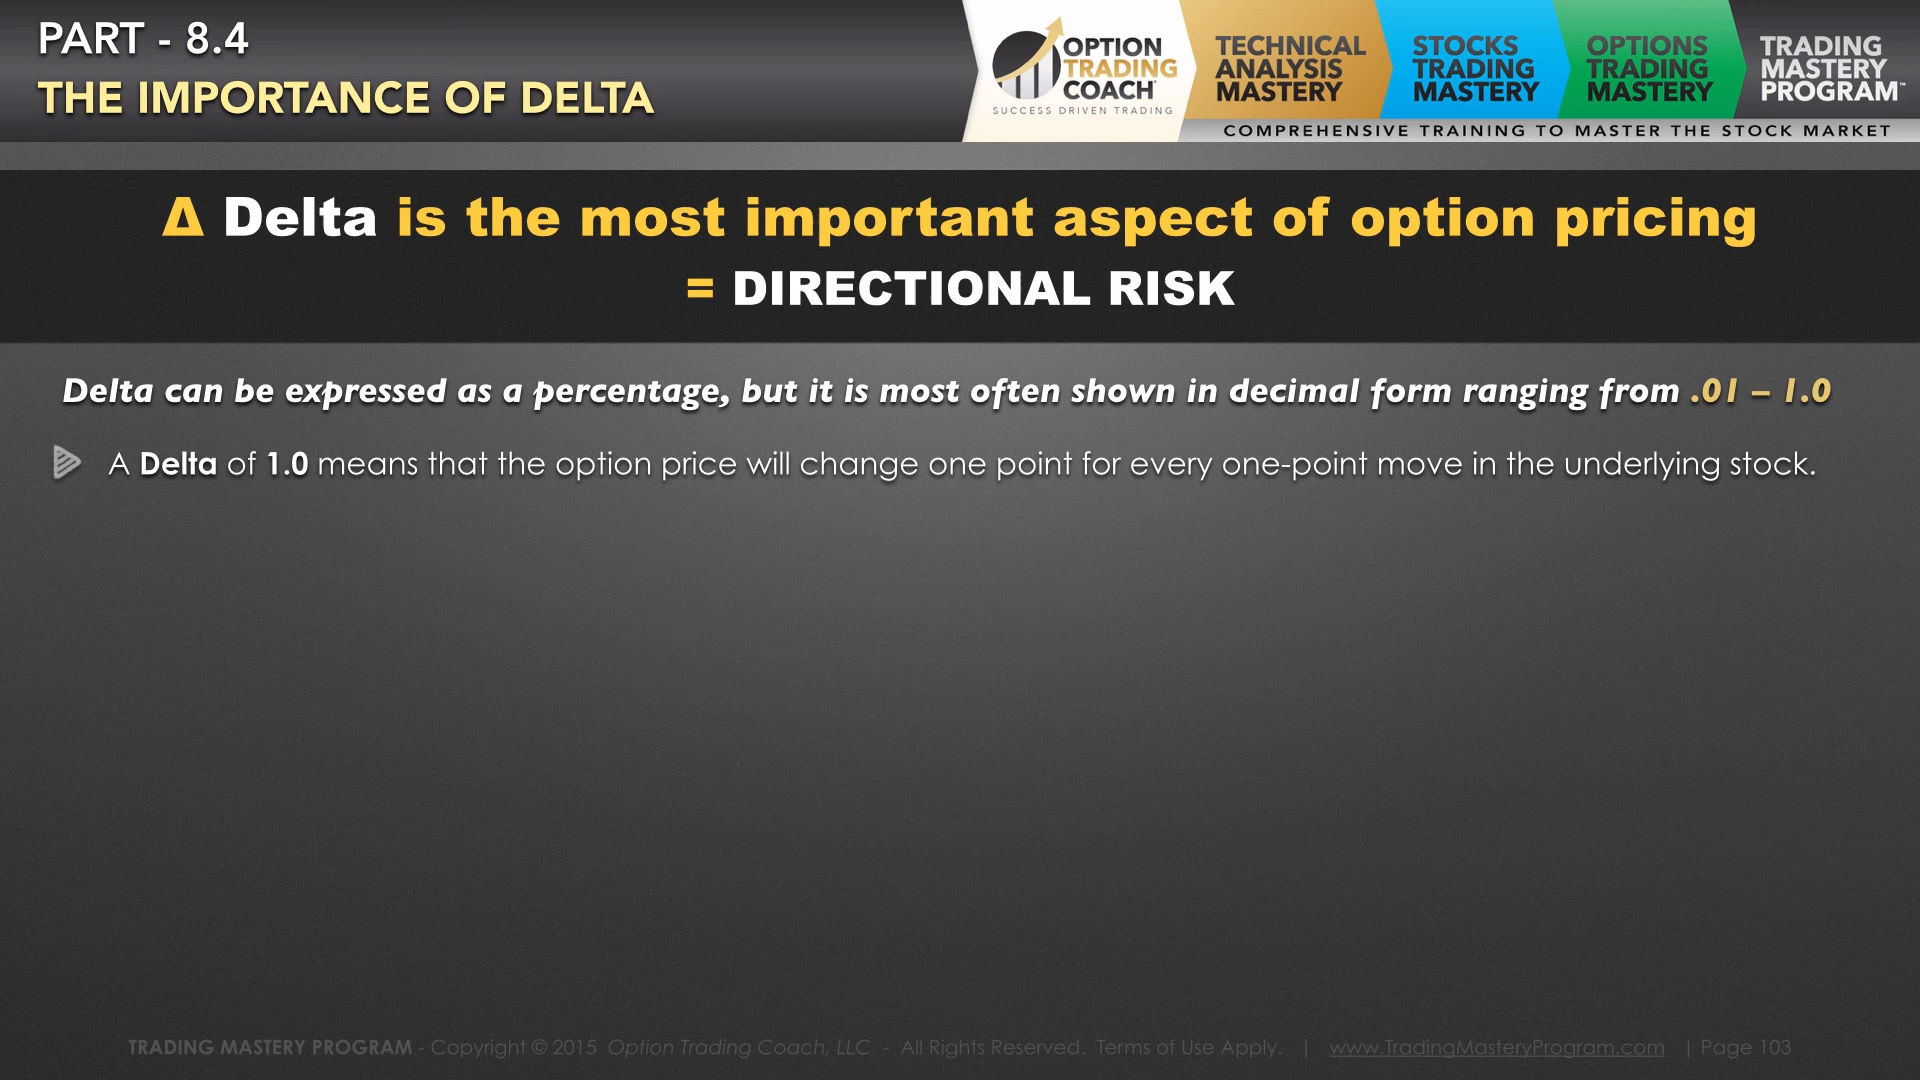 PART - 8.4
THE IMPORTANCE OF DELTA
OPTION
TRADING
COACH
SUCCESS DRIVEN TRADING
TECHNICAL
ANALYSIS
MASTERY
STOCKS
TRADING
MASTERY
OPTIONS
TRADING
MASTERY
TRADING
MASTERY
PROGRAM™
COMPREHENSIVE TRAINING TO MASTER THE STOCK MARKET
Δ Delta is the most important aspect of option pricing
= DIRECTIONAL RISK
Delta can be expressed as a percentage, but it is most often shown in decimal form ranging from .01 – 1.0
A Delta of 1.0 means that the option price will change one point for every one-point move in the underlying stock.
TRADING MASTERY PROGRAM - Copyright © 2015 Option Trading Coach, LLC - All Rights Reserved. Terms of Use Apply. | www.TradingMasteryProgram.com | Page 103